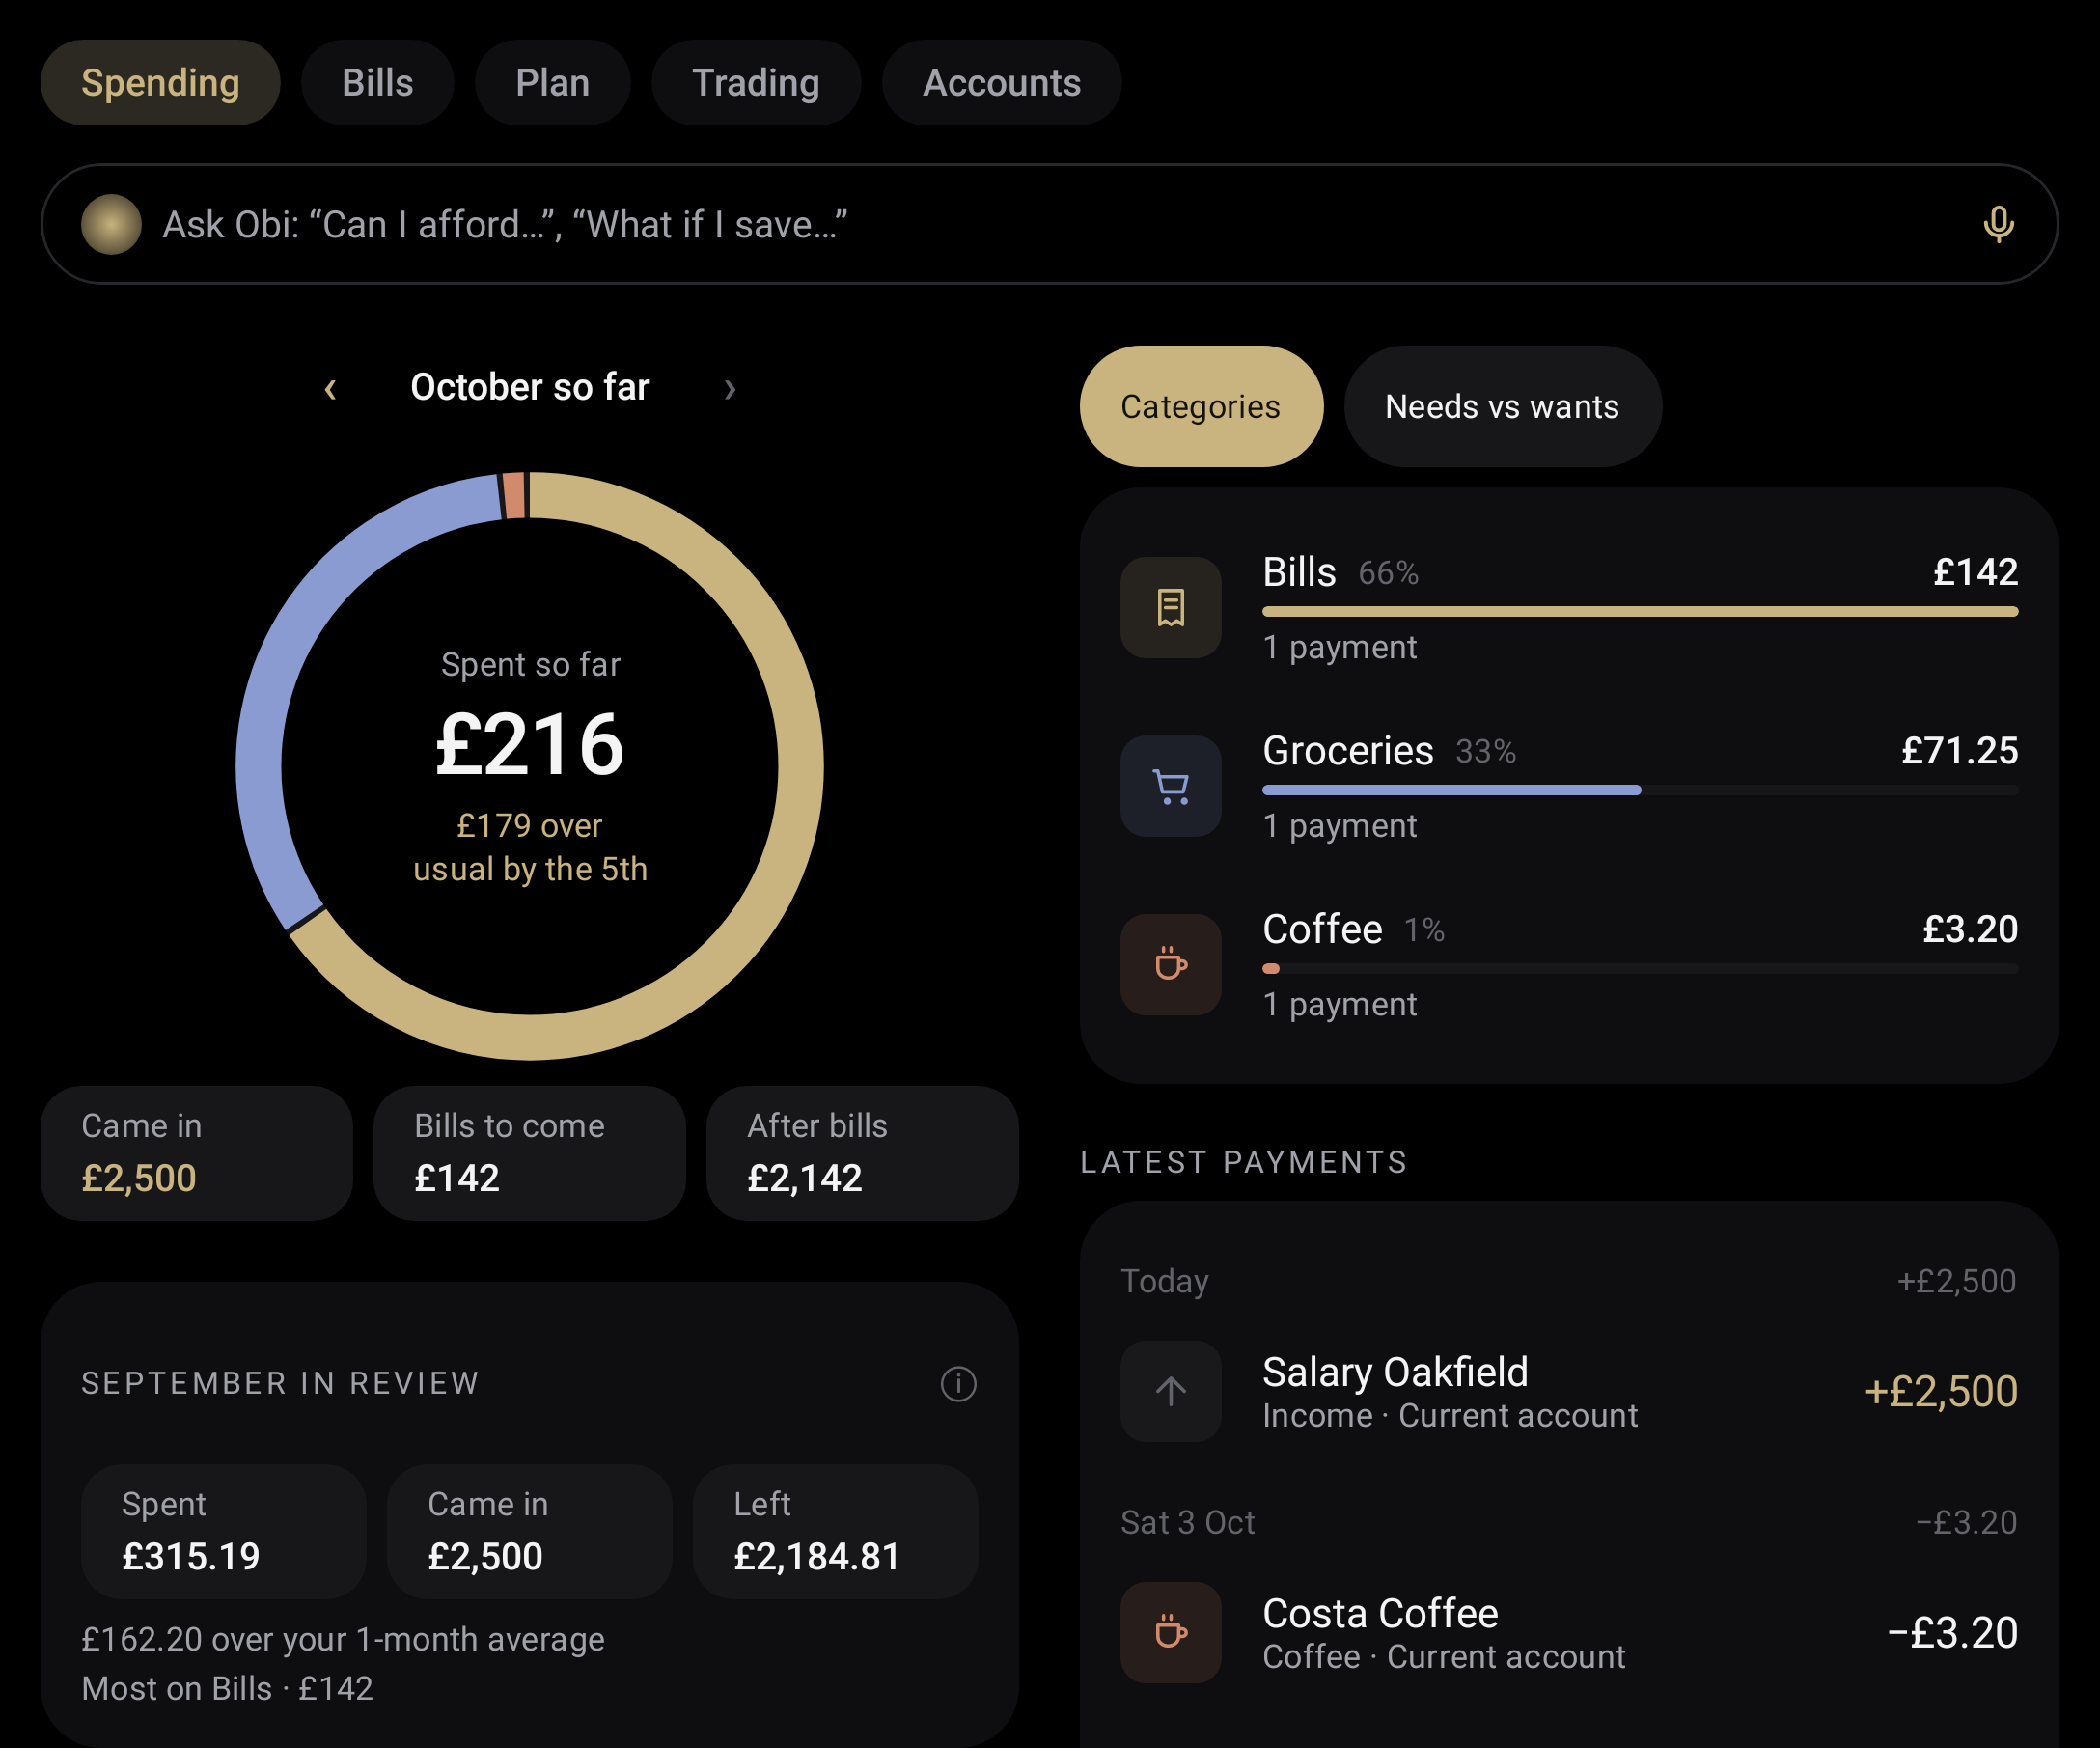 Spending
Bills
Plan
Trading
Accounts
Ask Obi: “Can I afford…”, “What if I save…”
‹ October so far ›
Spent so far
£216
£179 over
usual by the 5th
Came in
£2,500
Bills to come
£142
After bills
£2,142
SEPTEMBER IN REVIEW
Spent
£315.19
Came in
£2,500
Left
£2,184.81
£162.20 over your 1-month average
Most on Bills · £142
Categories
Needs vs wants
Bills 66% £142
1 payment
Groceries 33% £71.25
1 payment
Coffee 1% £3.20
1 payment
LATEST PAYMENTS
Today +£2,500
Salary Oakfield
Income · Current account
+£2,500
Sat 3 Oct −£3.20
Costa Coffee
Coffee · Current account
−£3.20